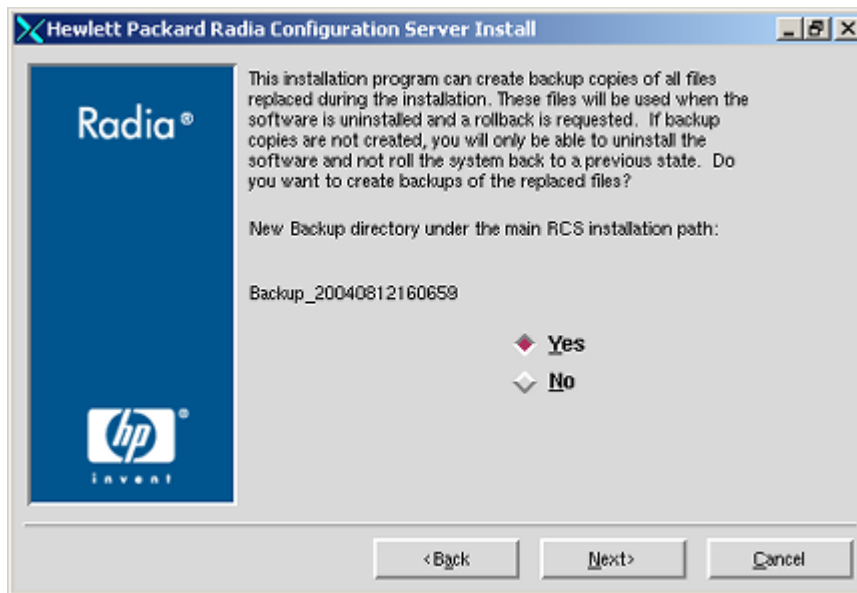 Hewlett Packard Radia Configuration Server Install
Radia®
This installation program can create backup copies of all files
replaced during the installation. These files will be used when the
software is uninstalled and a rollback is requested. If backup
copies are not created, you will only be able to uninstall the
software and not roll the system back to a previous state. Do
you want to create backups of the replaced files?
New Backup directory under the main RCS installation path:
Backup_20040812160659
Yes
No
hp®
invent
<Back
Next>
Cancel